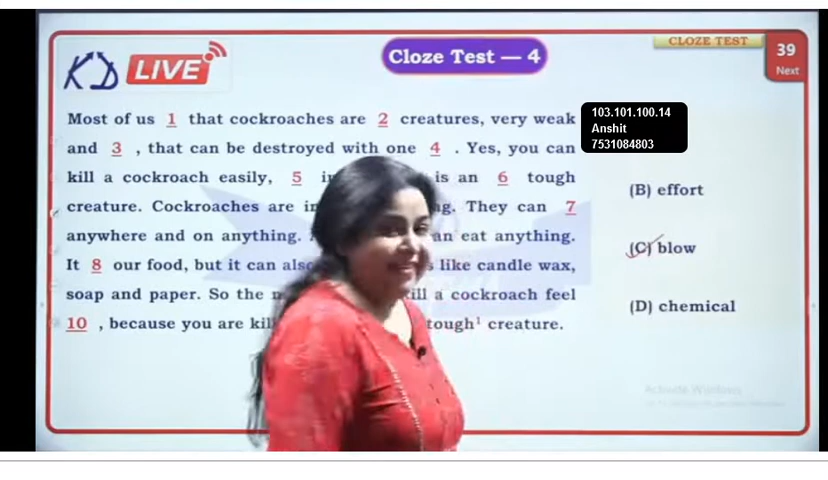 KD LIVE
Cloze Test — 4
CLOZE TEST
39
Next
Most of us 1 that cockroaches are 2 creatures, very weak
and 3 , that can be destroyed with one 4 . Yes, you can
kill a cockroach easily, 5 is an 6 tough
creature. Cockroaches are They can 7
anywhere and on anything. eat anything.
It 8 our food, but it can also like candle wax,
soap and paper. So the a cockroach feel
10 , because you are tough¹ creature.
103.101.100.14
Anshit
7531084803
(B) effort
(C) blow
(D) chemical
Activate Windows